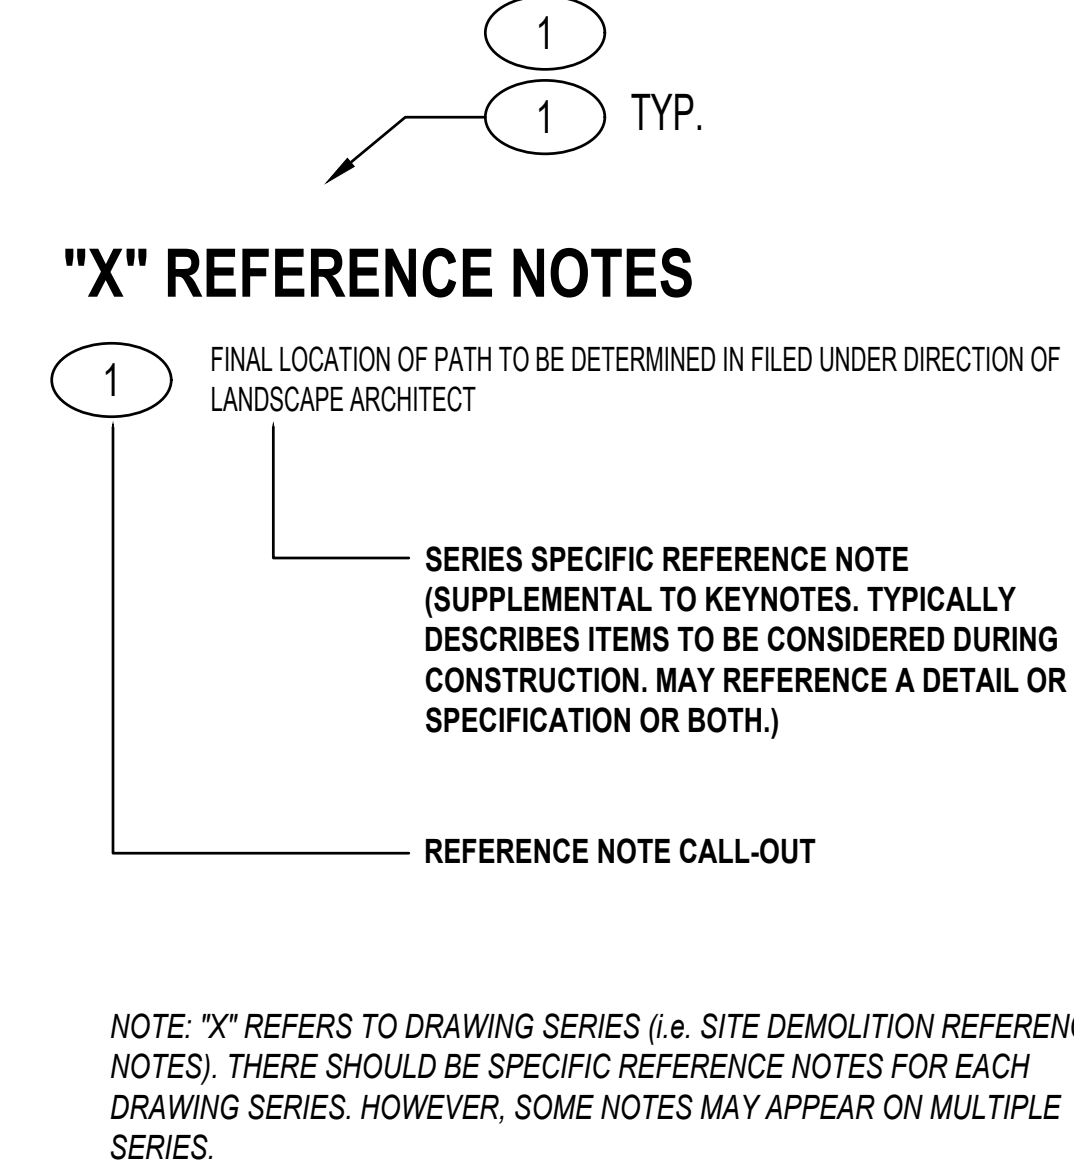 1
1 TYP.
"X" REFERENCE NOTES
1 FINAL LOCATION OF PATH TO BE DETERMINED IN FILED UNDER DIRECTION OF
LANDSCAPE ARCHITECT
SERIES SPECIFIC REFERENCE NOTE
(SUPPLEMENTAL TO KEYNOTES. TYPICALLY
DESCRIBES ITEMS TO BE CONSIDERED DURING
CONSTRUCTION. MAY REFERENCE A DETAIL OR
SPECIFICATION OR BOTH.)
REFERENCE NOTE CALL-OUT
NOTE: "X" REFERS TO DRAWING SERIES (i.e. SITE DEMOLITION REFERENC
NOTES). THERE SHOULD BE SPECIFIC REFERENCE NOTES FOR EACH
DRAWING SERIES. HOWEVER, SOME NOTES MAY APPEAR ON MULTIPLE
SERIES.